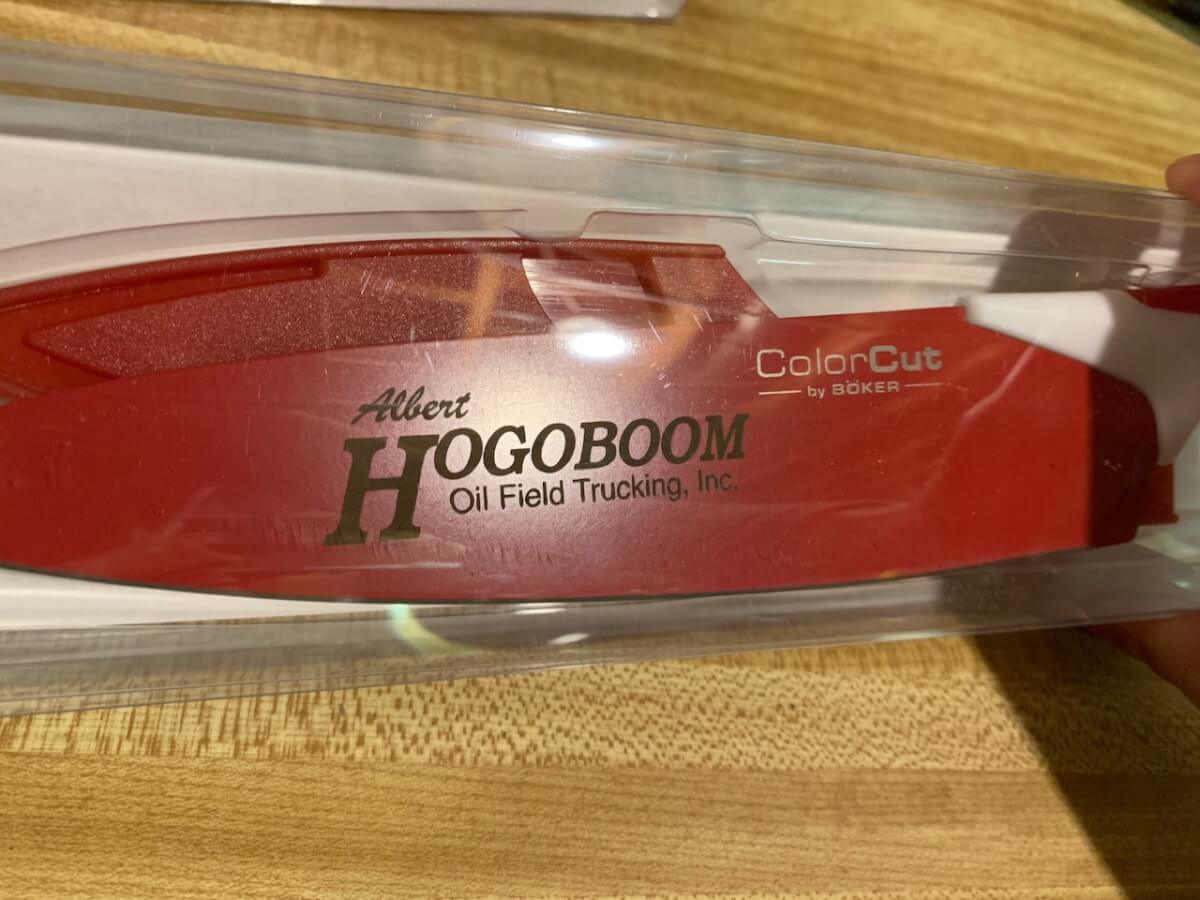 Albert
HOGOBOOM
Oil Field Trucking, Inc.
ColorCut
by BÖKER